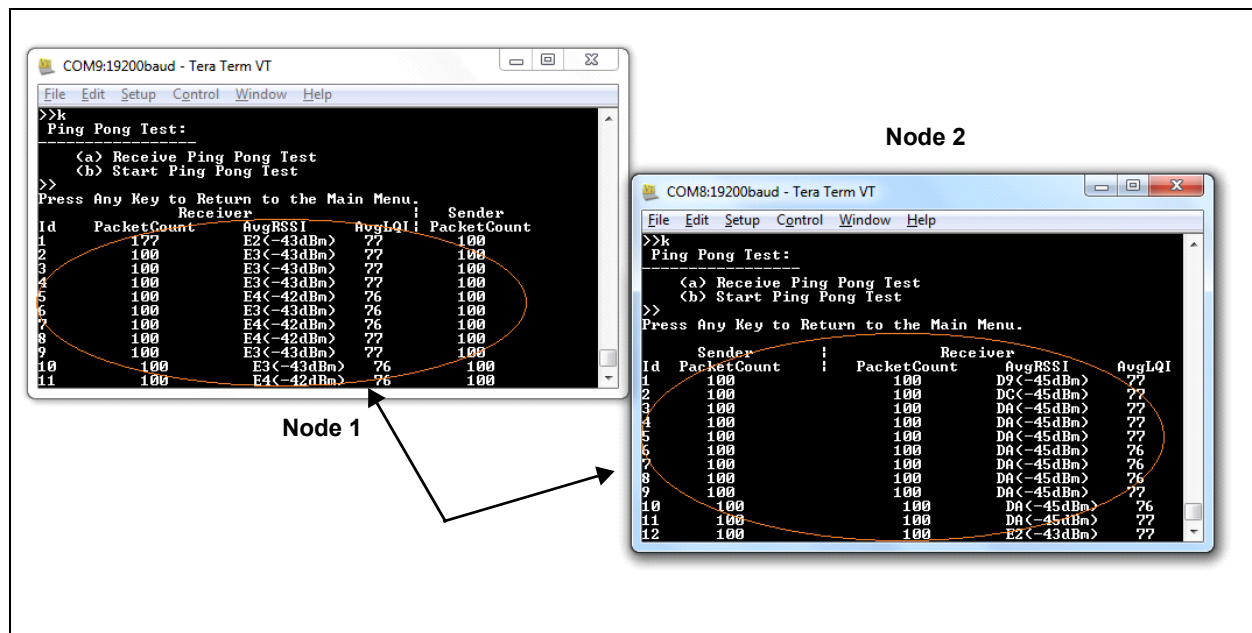 COM9:19200baud - Tera Term VT
File Edit Setup Control Window Help
>>k
Ping Pong Test:
------------------
(a) Receive Ping Pong Test
(b) Start Ping Pong Test
>>
Press Any Key to Return to the Main Menu.
Receiver ¦ Sender
Id PacketCount AvgRSSI AvgLQI¦ PacketCount
1 177 E2(-43dBm) 77 100
2 100 E3(-43dBm) 77 100
3 100 E3(-43dBm) 77 100
4 100 E3(-43dBm) 77 100
5 100 E4(-42dBm) 76 100
6 100 E3(-43dBm) 76 100
7 100 E4(-42dBm) 76 100
8 100 E4(-42dBm) 77 100
9 100 E3(-43dBm) 77 100
10 100 E3(-43dBm) 76 100
11 100 E4(-42dBm) 76 100
Node 1
Node 2
COM8:19200baud - Tera Term VT
File Edit Setup Control Window Help
>>k
Ping Pong Test:
------------------
(a) Receive Ping Pong Test
(b) Start Ping Pong Test
>>
Press Any Key to Return to the Main Menu.
Sender ¦ Receiver
Id PacketCount ¦ PacketCount AvgRSSI AvgLQI
1 100 100 D9(-45dBm) 77
2 100 100 DC(-45dBm) 77
3 100 100 DA(-45dBm) 77
4 100 100 DA(-45dBm) 77
5 100 100 DA(-45dBm) 77
6 100 100 DA(-45dBm) 76
7 100 100 DA(-45dBm) 76
8 100 100 DA(-45dBm) 76
9 100 100 DA(-45dBm) 77
10 100 100 DA(-45dBm) 76
11 100 100 DA(-45dBm) 77
12 100 100 E2(-43dBm) 77